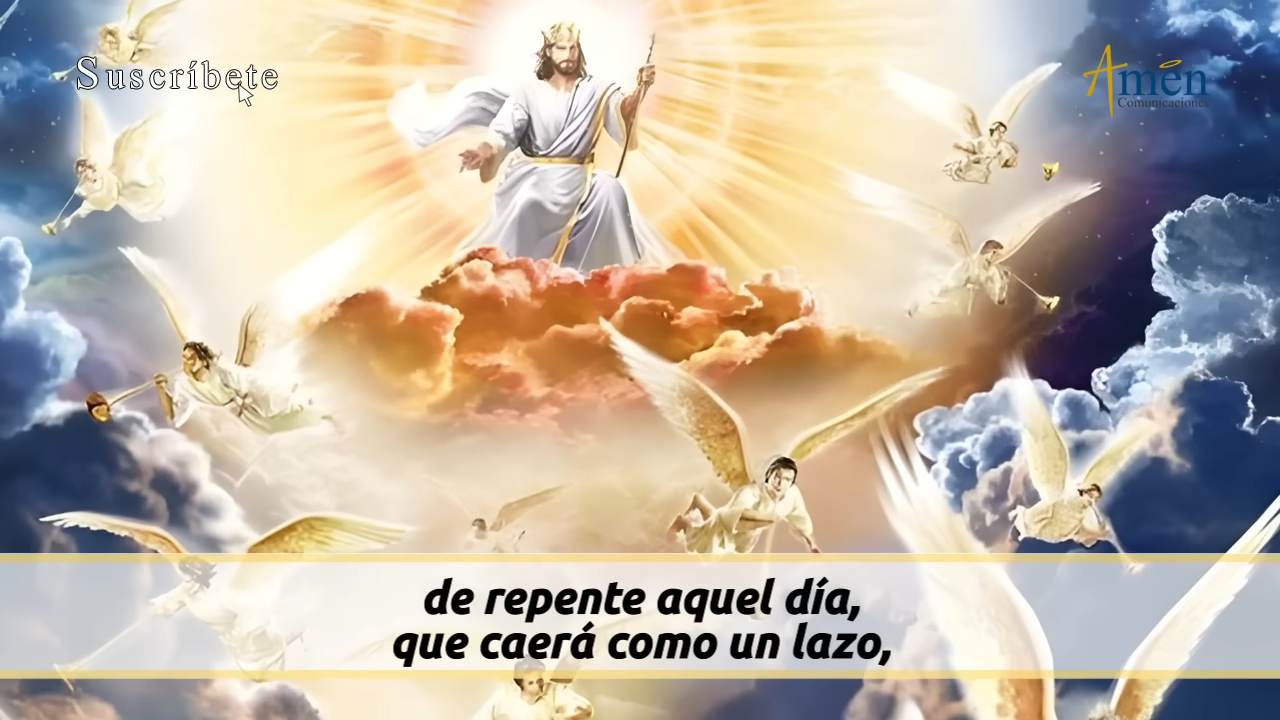 Suscríbete
Amén
Comunicaciones
de repente aquel día,
que caerá como un lazo,